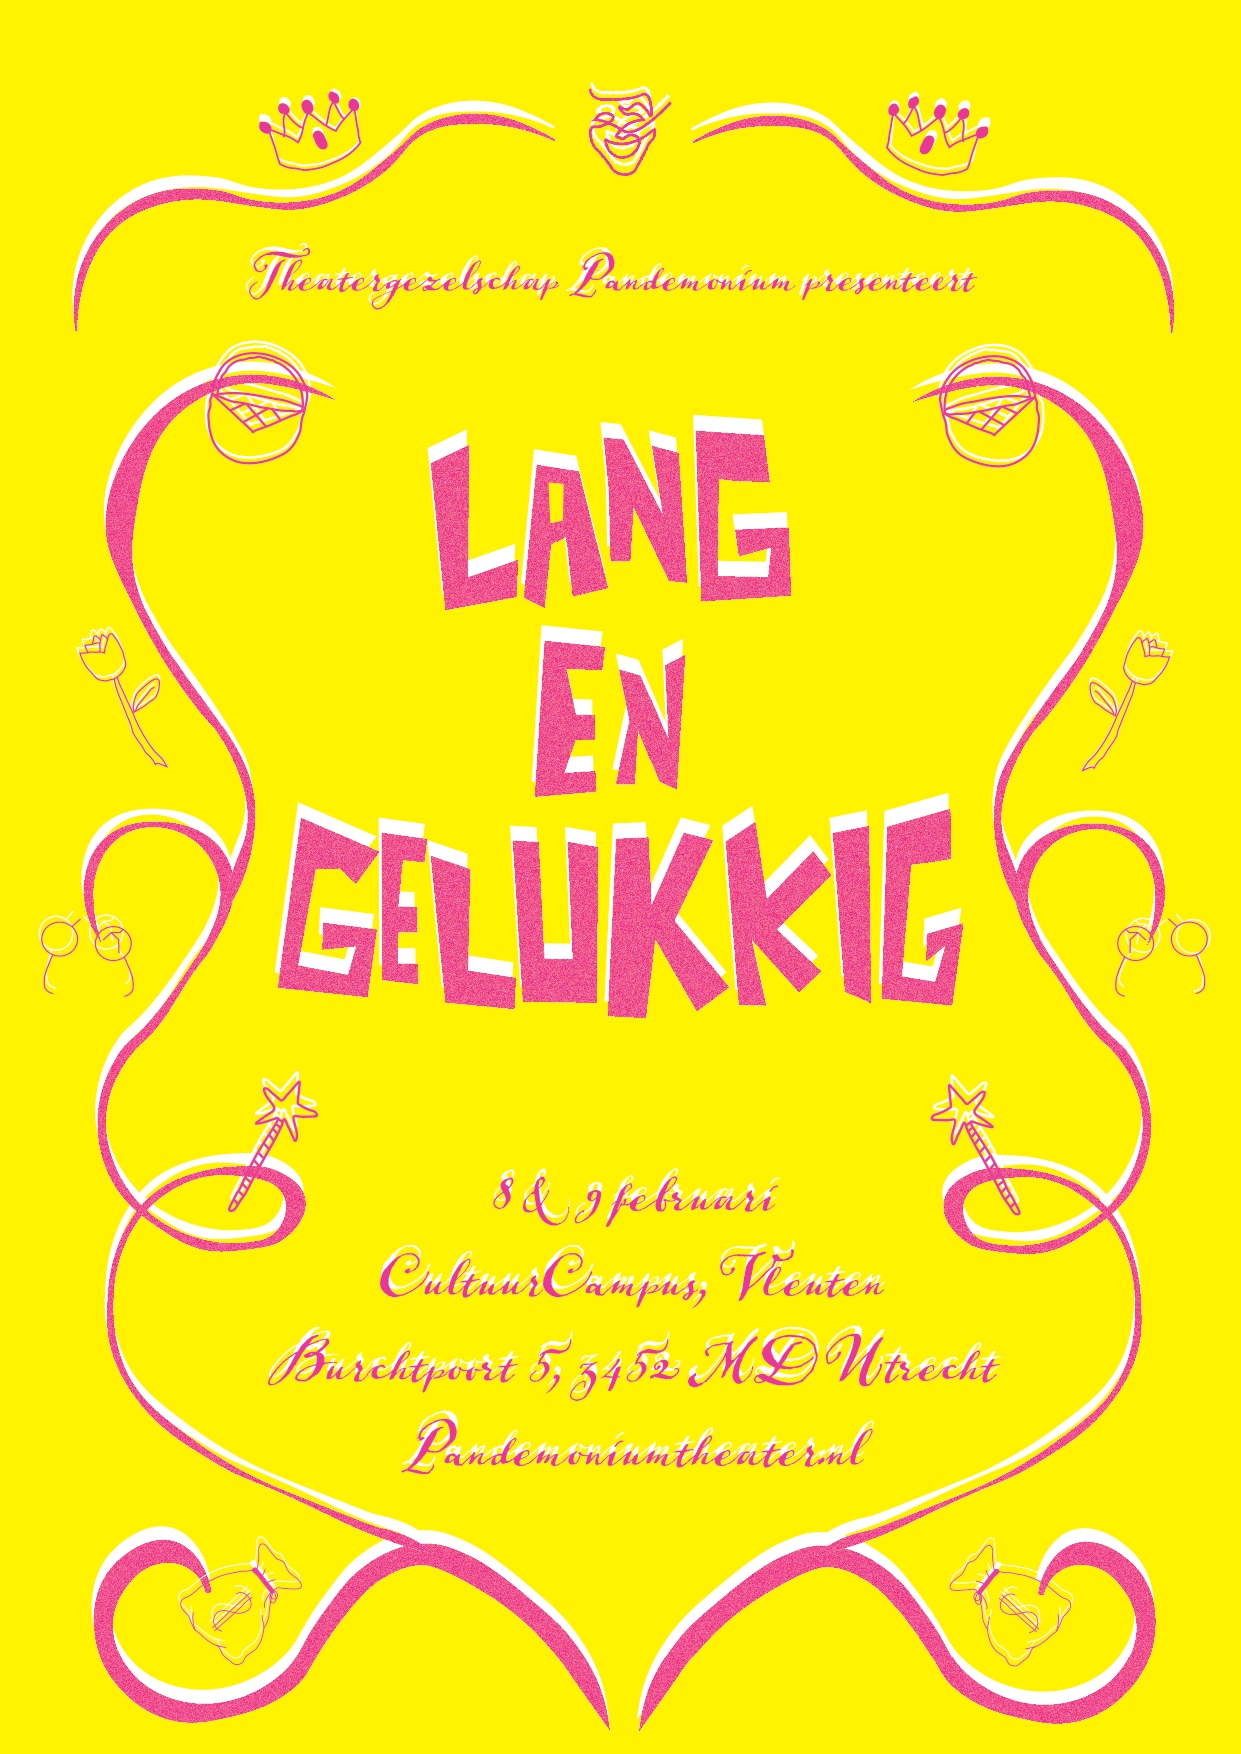 Theatergezelschap Pandemonium presenteert
LANG
EN
GELUKKIG
8 & 9 februari
CultuurCampus, Vleuten
Burchtpoort 5, 3452 MD Utrecht
Pandemoniumtheater.nl